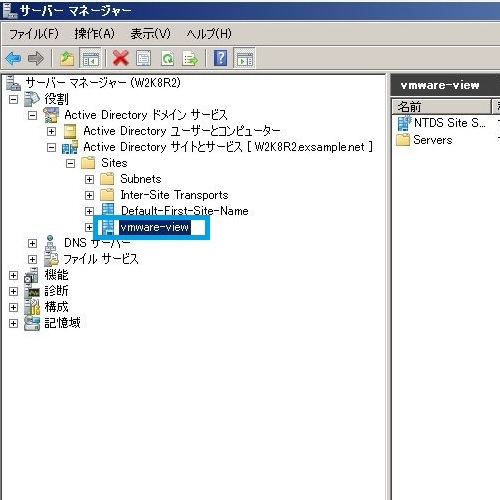 サーバー マネージャー
ファイル(F) 操作(A) 表示(V) ヘルプ(H)
サーバー マネージャー (W2K8R2)
役割
Active Directory ドメイン サービス
Active Directory ユーザーとコンピューター
Active Directory サイトとサービス [ W2K8R2.exsample.net ]
Sites
Subnets
Inter-Site Transports
Default-First-Site-Name
vmware-view
DNS サーバー
ファイル サービス
機能
診断
構成
記憶域
vmware-view
名前
NTDS Site S...
Servers